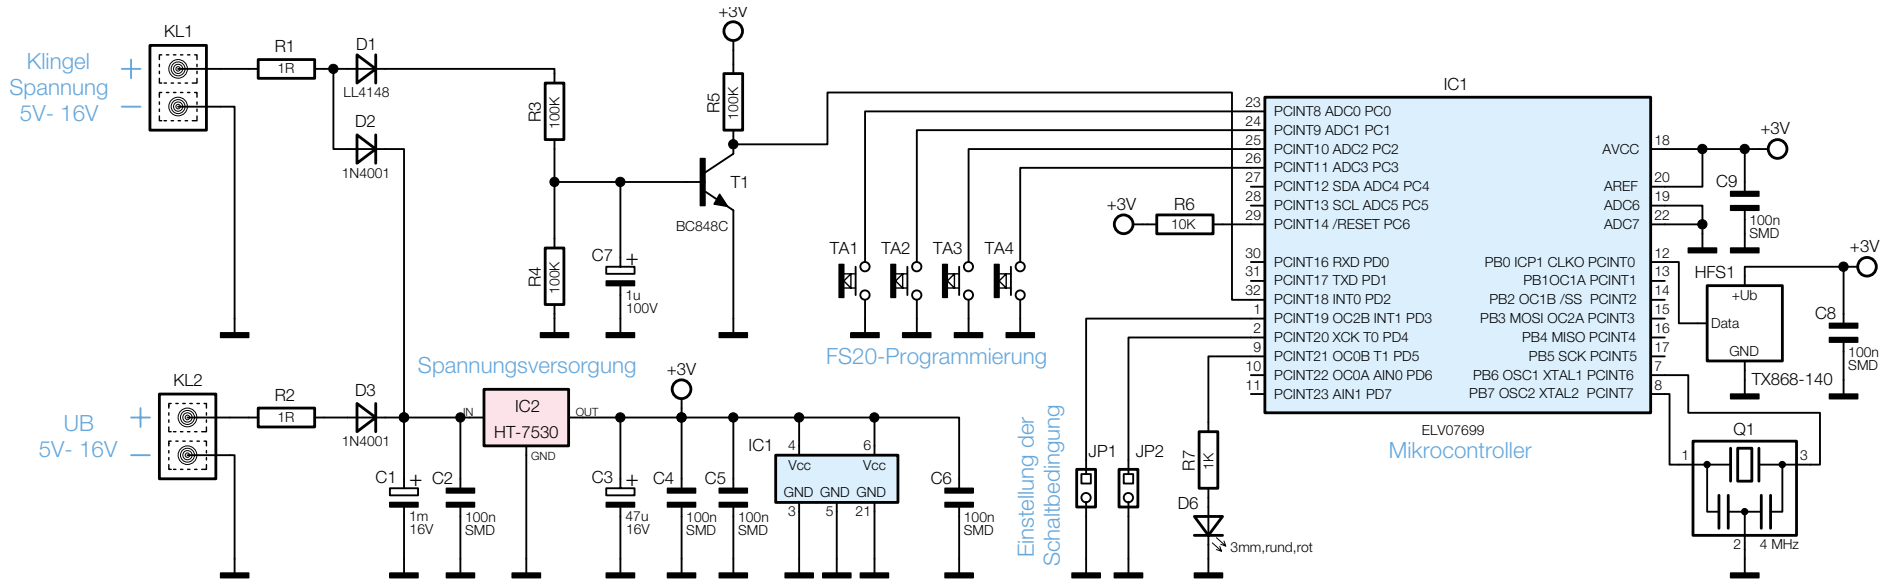 KL1
Klingel
Spannung
5V- 16V
+
−
R1
1R
D1
LL4148
D2
1N4001
R3
100K
R4
100K
C7
+
1u
100V
+3V
R5
100K
T1
BC848C
TA1
TA2
TA3
TA4
FS20-Programmierung
+3V
R6
10K
IC1
23
PCINT8 ADC0 PC0
24
PCINT9 ADC1 PC1
25
PCINT10 ADC2 PC2
26
PCINT11 ADC3 PC3
27
PCINT12 SDA ADC4 PC4
28
PCINT13 SCL ADC5 PC5
29
PCINT14 /RESET PC6
30
PCINT16 RXD PD0
31
PCINT17 TXD PD1
32
PCINT18 INT0 PD2
1
PCINT19 OC2B INT1 PD3
2
PCINT20 XCK T0 PD4
9
PCINT21 OC0B T1 PD5
10
PCINT22 OC0A AIN0 PD6
11
PCINT23 AIN1 PD7
AVCC
18
AREF
20
ADC6
19
ADC7
22
PB0 ICP1 CLKO PCINT0
12
PB1OC1A PCINT1
13
PB2 OC1B /SS PCINT2
14
PB3 MOSI OC2A PCINT3
15
PB4 MISO PCINT4
16
PB5 SCK PCINT5
17
PB6 OSC1 XTAL1 PCINT6
7
PB7 OSC2 XTAL2 PCINT7
8
ELV07699
Mikrocontroller
+3V
C9
100n
SMD
+3V
HFS1
+Ub
Data
GND
TX868-140
C8
100n
SMD
Q1
1
3
2
4 MHz
KL2
UB
5V- 16V
+
−
R2
1R
D3
1N4001
Spannungsversorgung
IN
IC2
HT-7530
OUT
GND
+3V
C1
+
1m
16V
C2
100n
SMD
C3
+
47u
16V
C4
100n
SMD
C5
100n
SMD
IC1
4
6
Vcc
Vcc
GND GND GND
3
5
21
C6
100n
SMD
Einstellung der
Schaltbedingung
JP1
JP2
R7
1K
D6
3mm,rund,rot